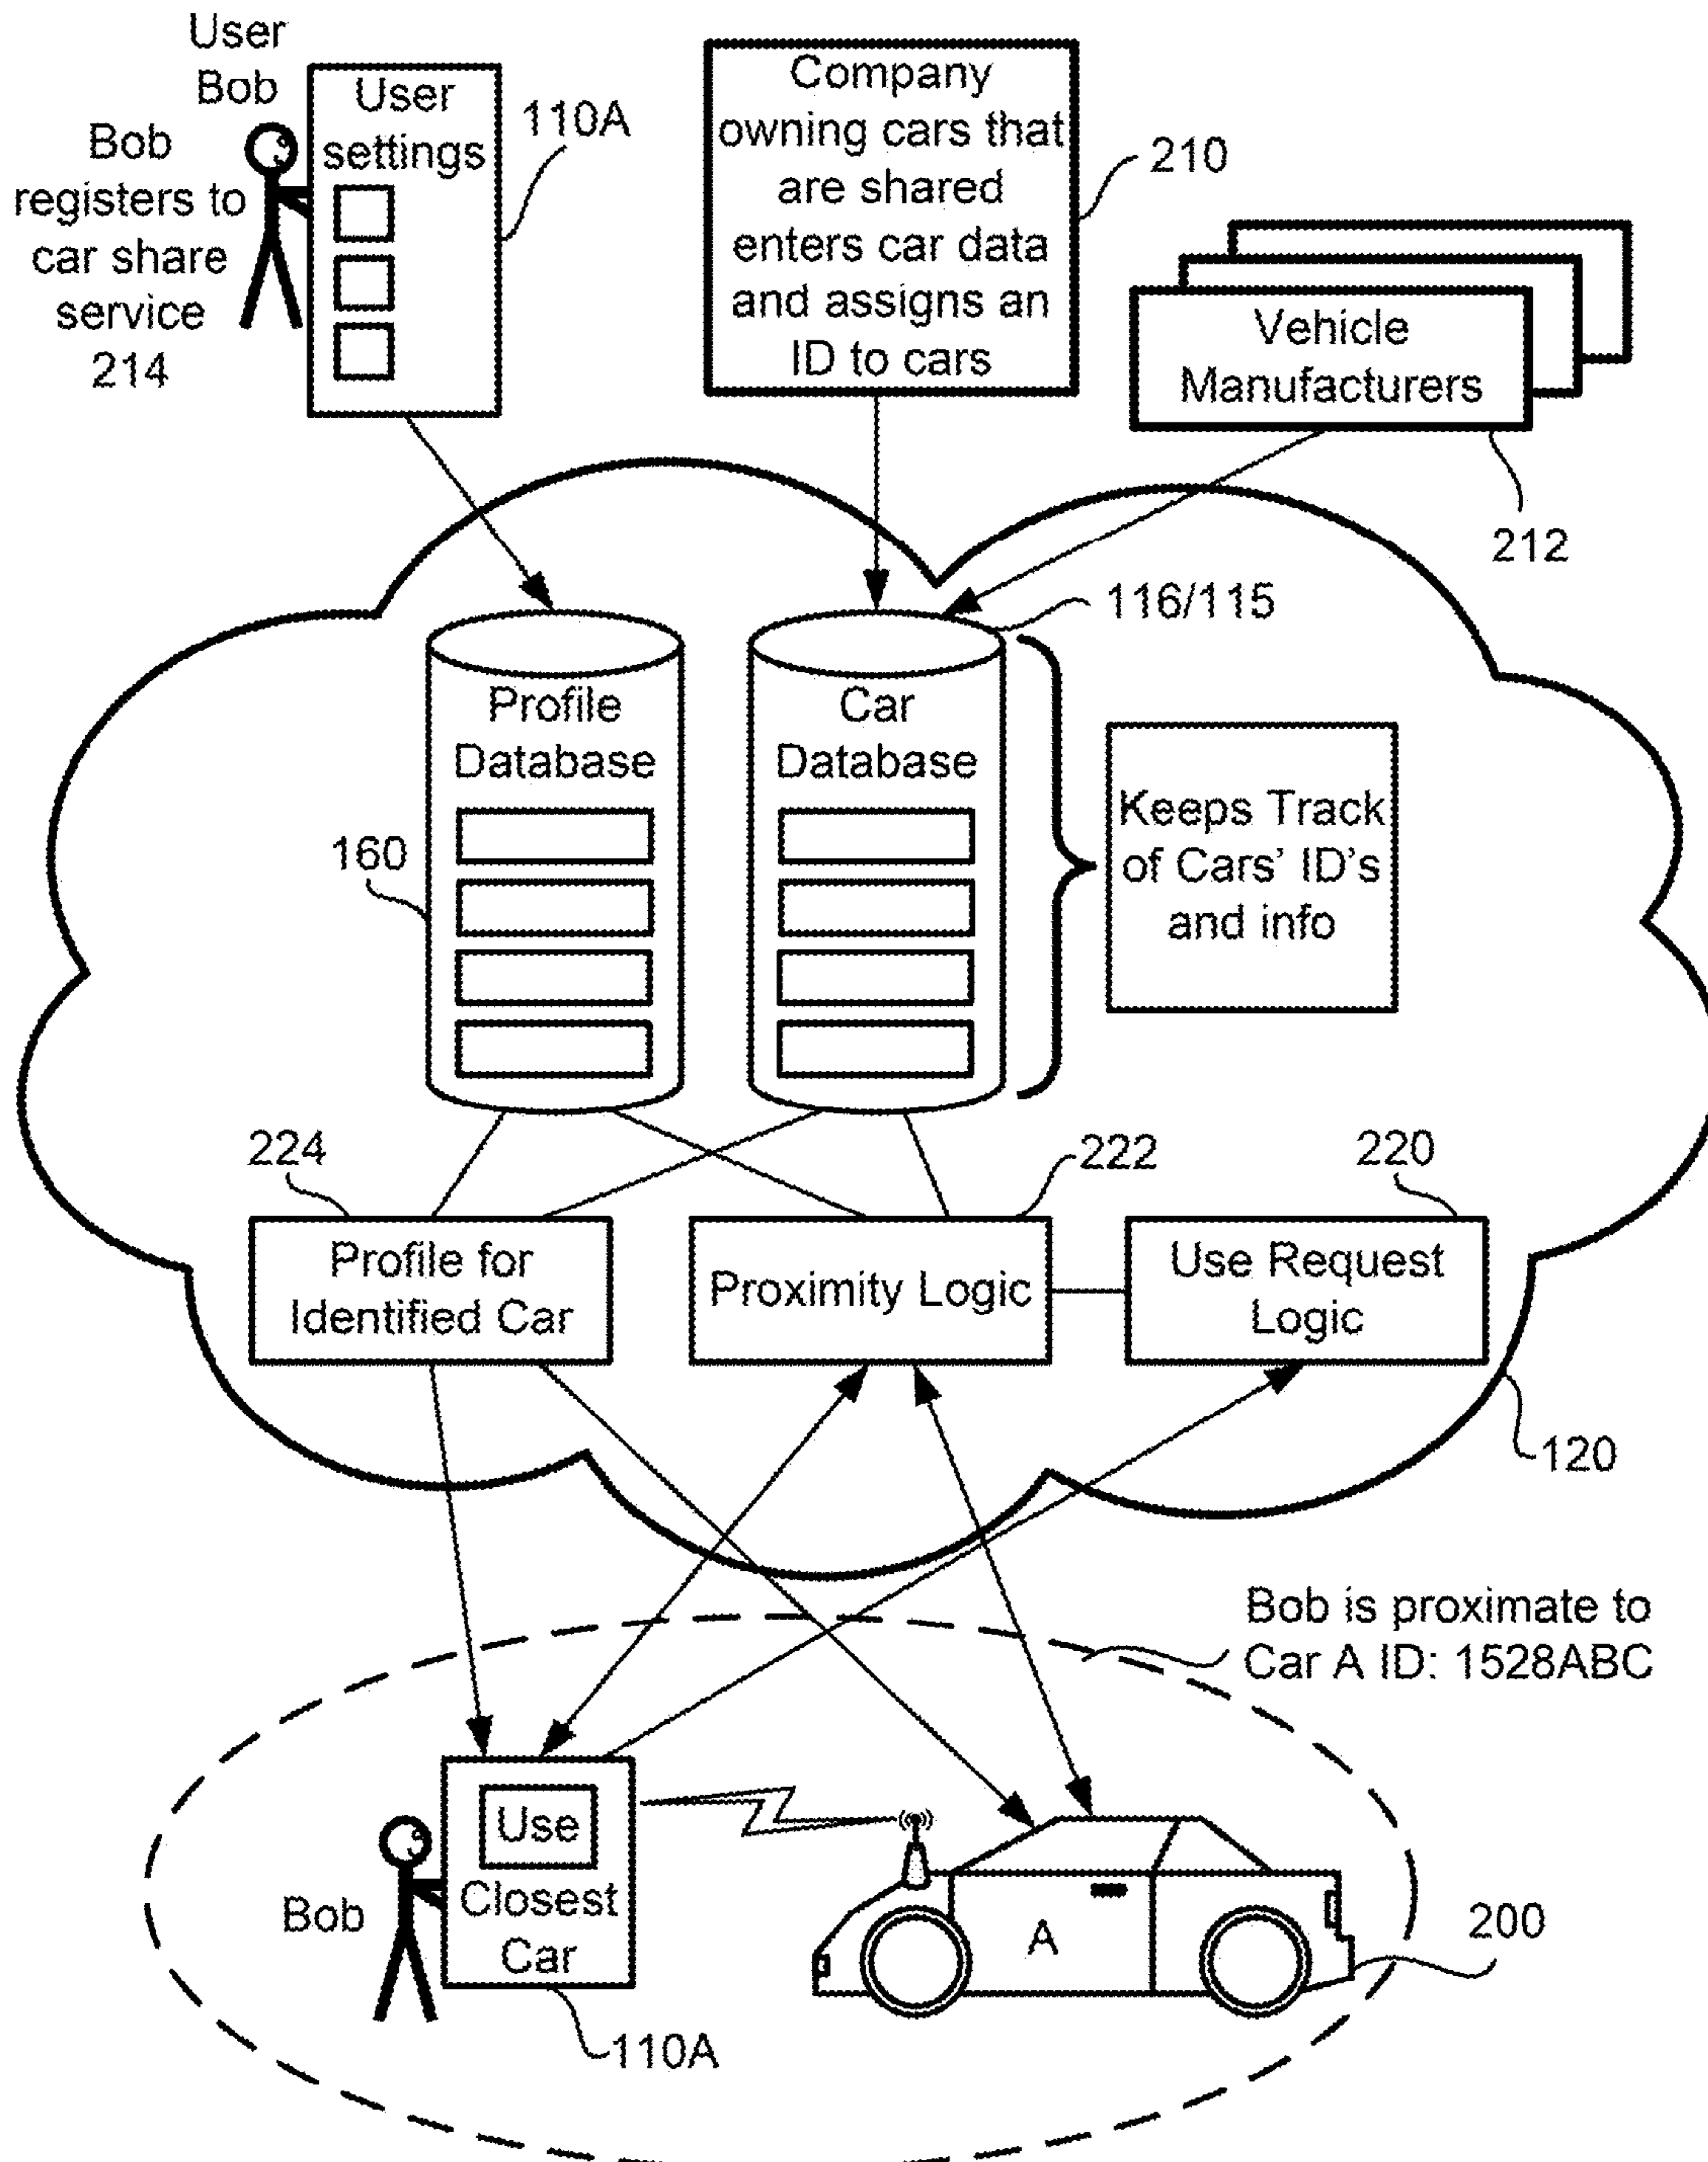 User
Bob
Bob
registers to
car share
service
214
User
settings
110A
Company
owning cars that
are shared
enters car data
and assigns an
ID to cars
210
Vehicle
Manufacturers
212
116/115
Profile
Database
160
Car
Database
Keeps Track
of Cars' ID's
and info
224
222
220
Profile for
Identified Car
Proximity Logic
Use Request
Logic
120
Bob is proximate to
Car A ID: 1528ABC
Use
Closest
Car
Bob
A
200
110A